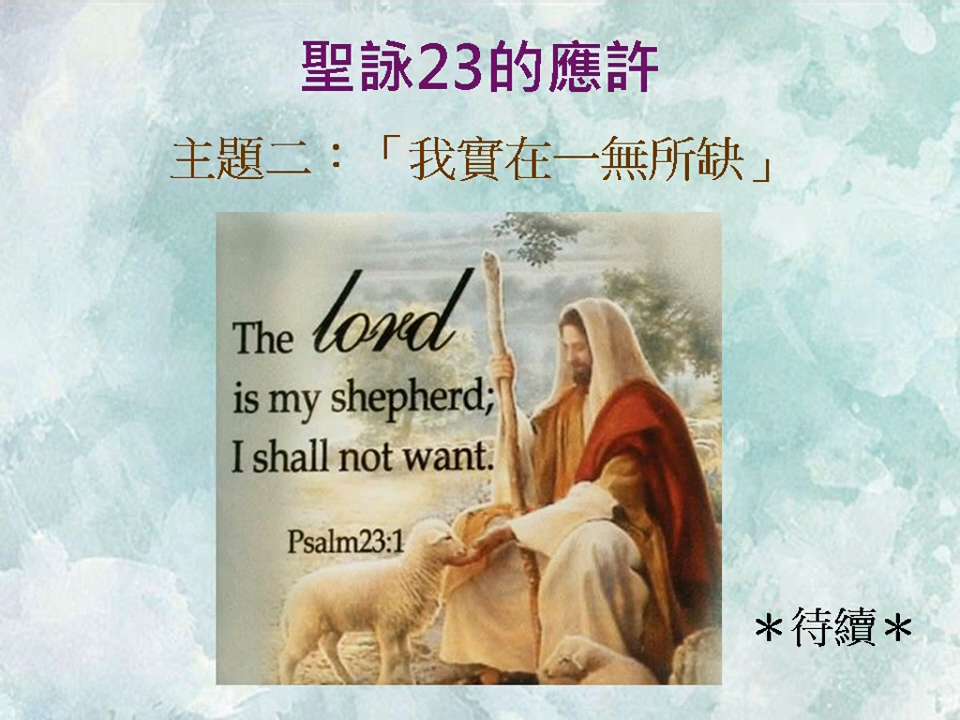 聖詠23的應許
主題二：「我實在一無所缺」
The lord
is my shepherd;
I shall not want.
Psalm23:1
＊待續＊